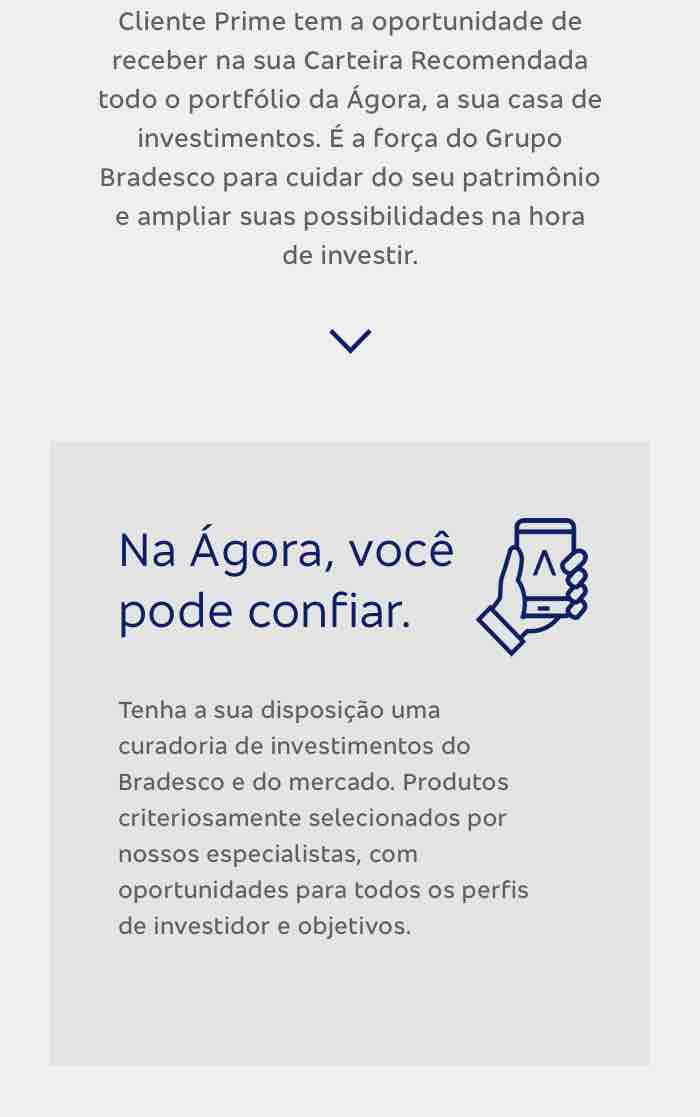 Cliente Prime tem a oportunidade de
receber na sua Carteira Recomendada
todo o portfólio da Ágora, a sua casa de
investimentos. É a força do Grupo
Bradesco para cuidar do seu patrimônio
e ampliar suas possibilidades na hora
de investir.
Na Ágora, você
pode confiar.
Tenha a sua disposição uma
curadoria de investimentos do
Bradesco e do mercado. Produtos
criteriosamente selecionados por
nossos especialistas, com
oportunidades para todos os perfis
de investidor e objetivos.